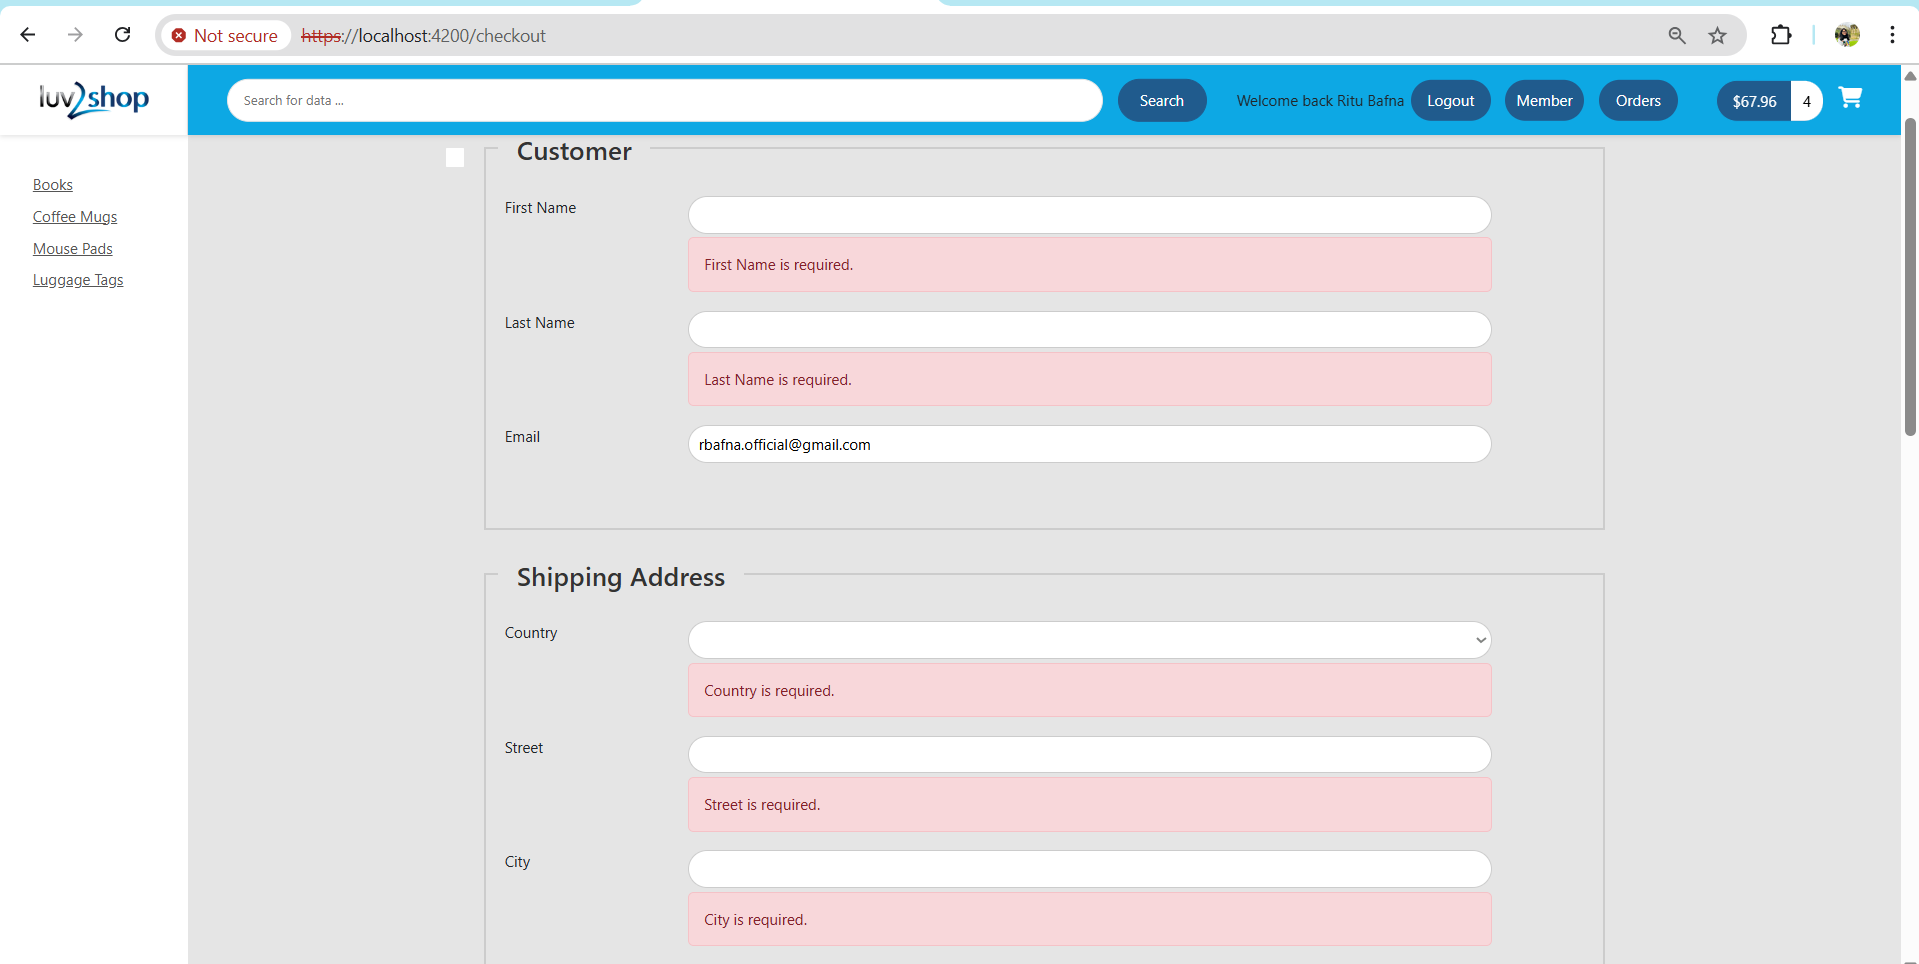 Not secure https://localhost:4200/checkout
luv2shop
Search for data ...
Search
Welcome back Ritu Bafna
Logout
Member
Orders
$67.96 4
Books
Coffee Mugs
Mouse Pads
Luggage Tags
Customer
First Name
First Name is required.
Last Name
Last Name is required.
Email
rbafna.official@gmail.com
Shipping Address
Country
Country is required.
Street
Street is required.
City
City is required.